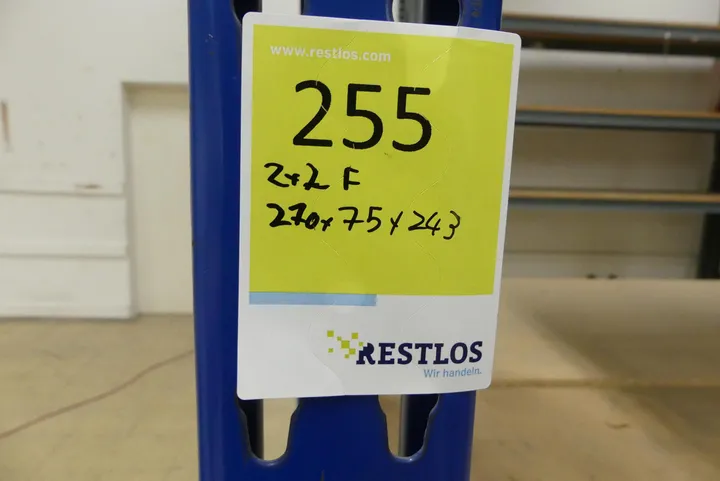 www.restlos.com
255
2x2 F
270x75x243
RESTLOS
Wir handeln.